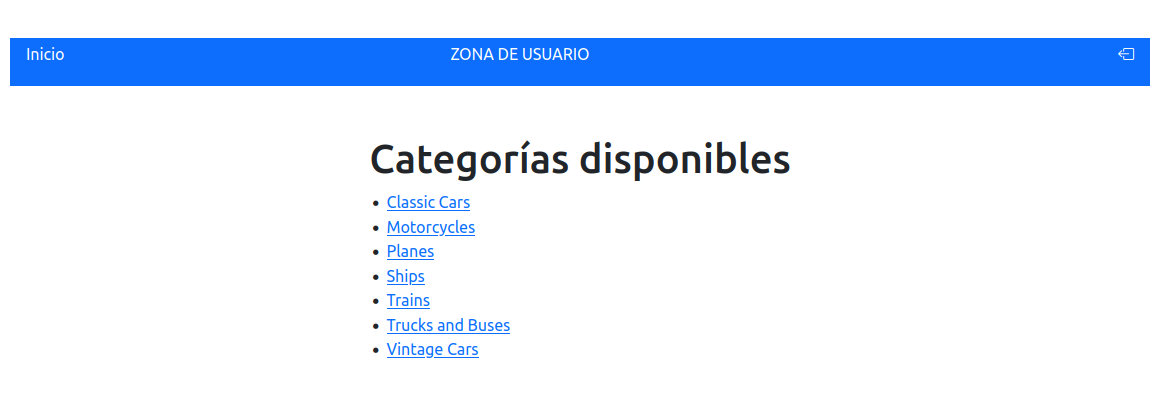 Inicio
ZONA DE USUARIO
Categorías disponibles
Classic Cars
Motorcycles
Planes
Ships
Trains
Trucks and Buses
Vintage Cars